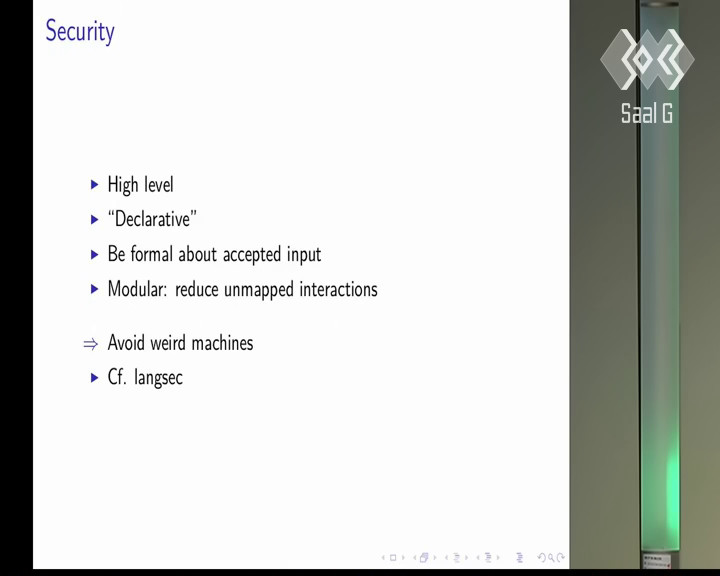 Security
Saal G
▶ High level
▶ “Declarative”
▶ Be formal about accepted input
▶ Modular: reduce unmapped interactions
⇒ Avoid weird machines
▶ Cf. langsec